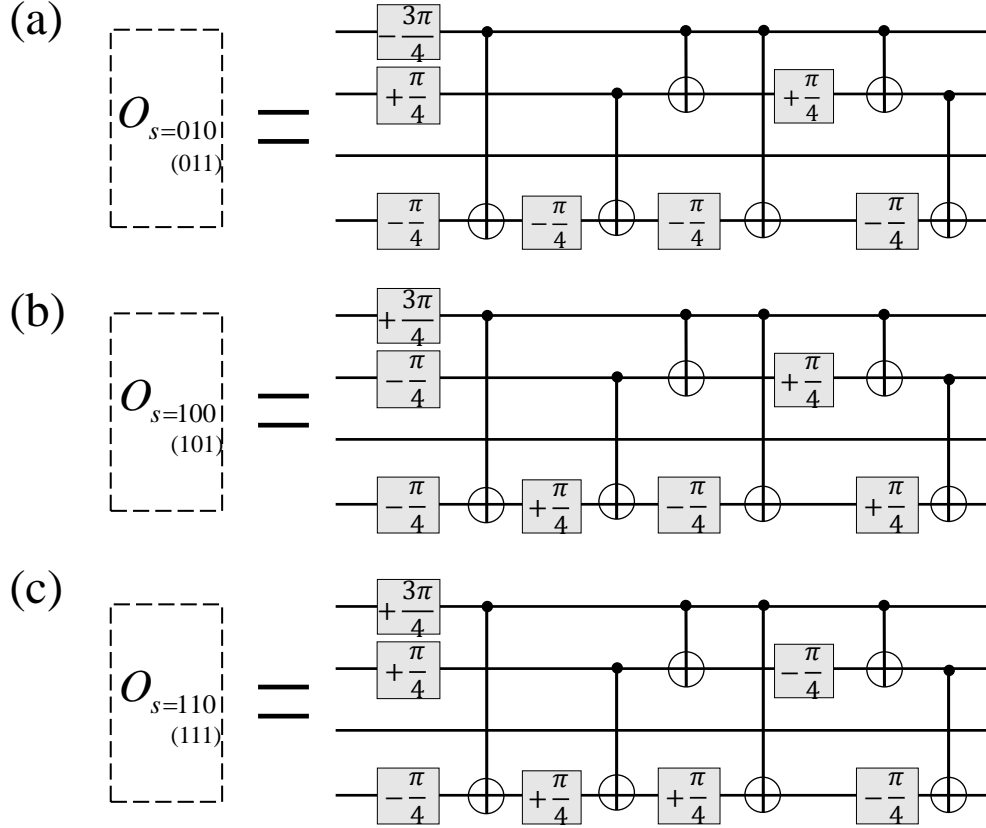 (a)
− 3π/4
+ π/4
+ π/4
O s=010
(011)
=
− π/4
− π/4
− π/4
− π/4
(b)
+ 3π/4
− π/4
+ π/4
O s=100
(101)
=
− π/4
+ π/4
− π/4
+ π/4
(c)
+ 3π/4
+ π/4
− π/4
O s=110
(111)
=
− π/4
+ π/4
+ π/4
− π/4